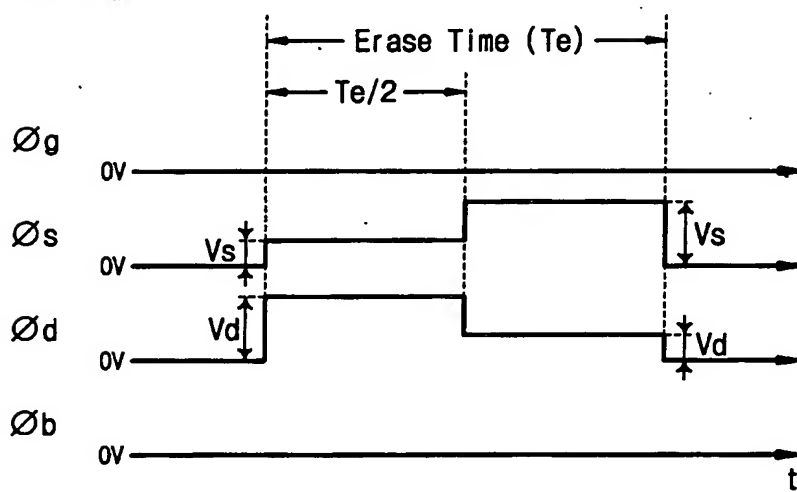 Erase Time (Te)
Te/2
Øg
0V
Øs
Vs
Vs
0V
Ød
Vd
Vd
0V
Øb
0V
t